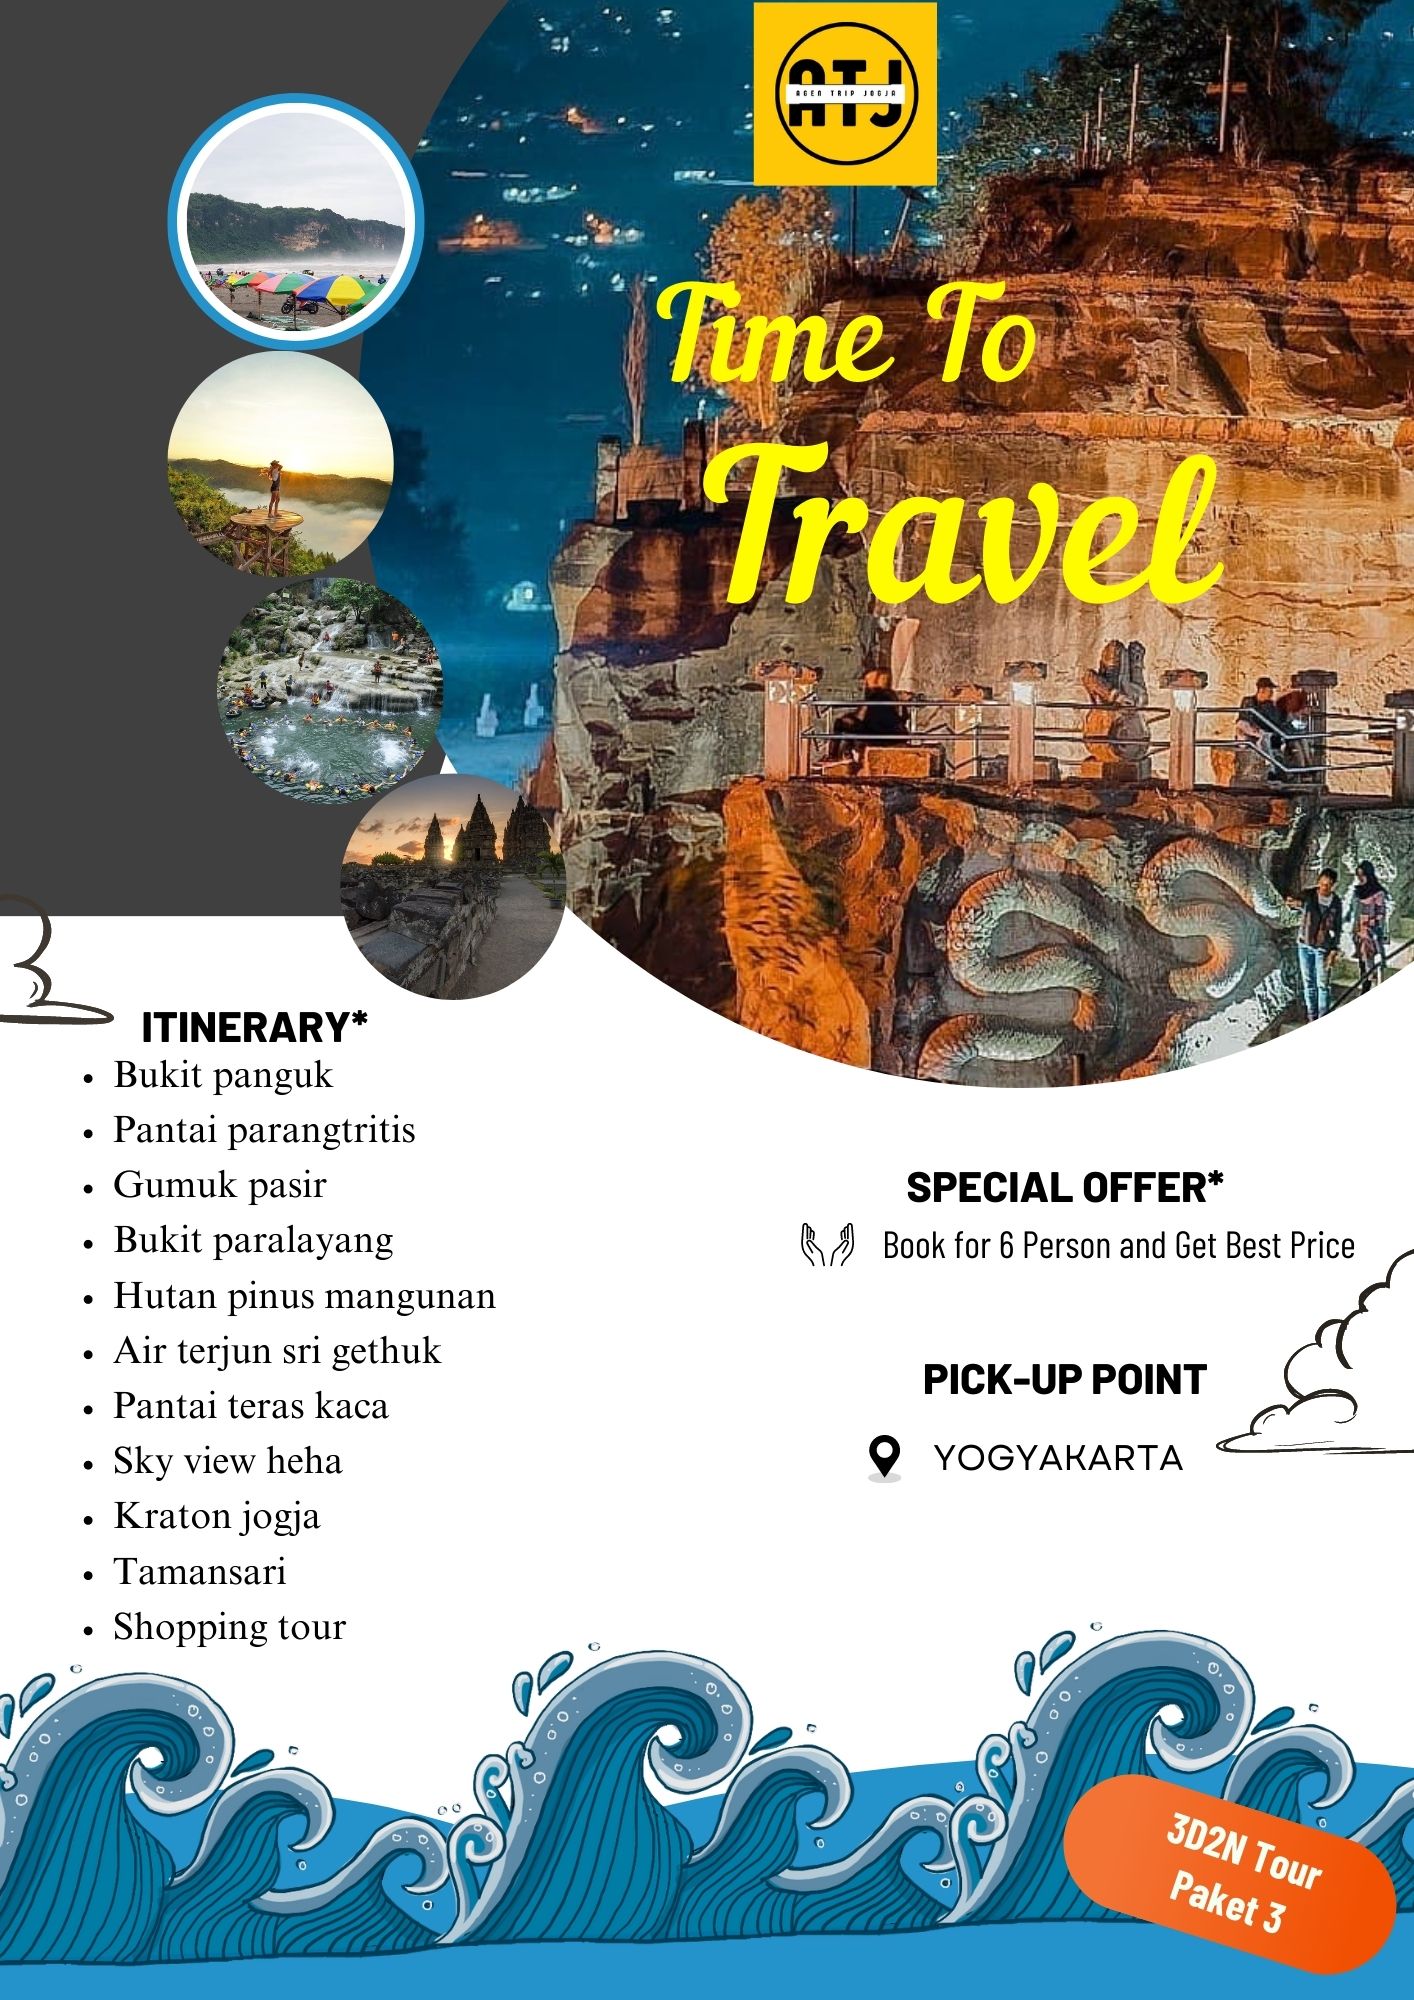 ATJ
AGEN TRIP JOGJA
Time To
Travel
ITINERARY*
• Bukit panguk
• Pantai parangtritis
• Gumuk pasir
• Bukit paralayang
• Hutan pinus mangunan
• Air terjun sri gethuk
• Pantai teras kaca
• Sky view heha
• Kraton jogja
• Tamansari
• Shopping tour
SPECIAL OFFER*
Book for 6 Person and Get Best Price
PICK-UP POINT
YOGYAKARTA
3D2N Tour
Paket 3